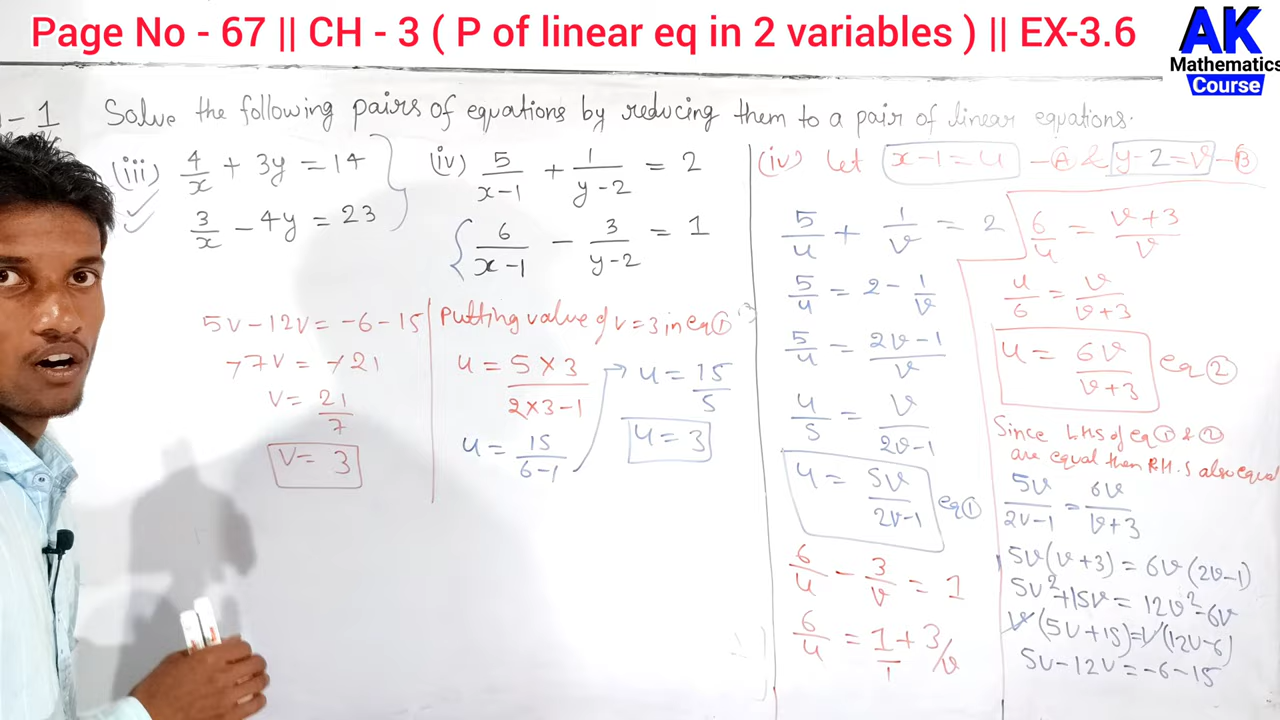 Page No - 67 || CH - 3 ( P of linear eq in 2 variables ) || EX-3.6
AK
Mathematics
Course
- 1 Solve the following pairs of equations by reducing them to a pair of linear equations.
(iii) 4/x + 3y = 14
3/x - 4y = 23
(iv) 5/(x-1) + 1/(y-2) = 2
6/(x-1) - 3/(y-2) = 1
5v-12v = -6-15
-7v = -21
v = 21/7
v = 3
Putting value of v=3 in eq ①
u = (5×3)/(2×3-1)
u = 15/(6-1)
u = 15/5
u = 3
(iv) Let x-1=u -Ⓐ & y-2=v -Ⓑ
5/u + 1/v = 2
5/u = 2 - 1/v
5/u = (2v-1)/v
u/5 = v/(2v-1)
u = 5v/(2v-1) eq ①
6/u - 3/v = 1
6/u = 1/1 + 3/v
6/u = (v+3)/v
u/6 = v/(v+3)
u = 6v/(v+3) eq ②
Since LHS of eq ① & ②
are equal then R.H.S also equal
5v/(2v-1) = 6v/(v+3)
5v(v+3) = 6v(2v-1)
5v²+15v = 12v²-6v
v(5v+15)=v(12v-6)
5v-12v = -6-15